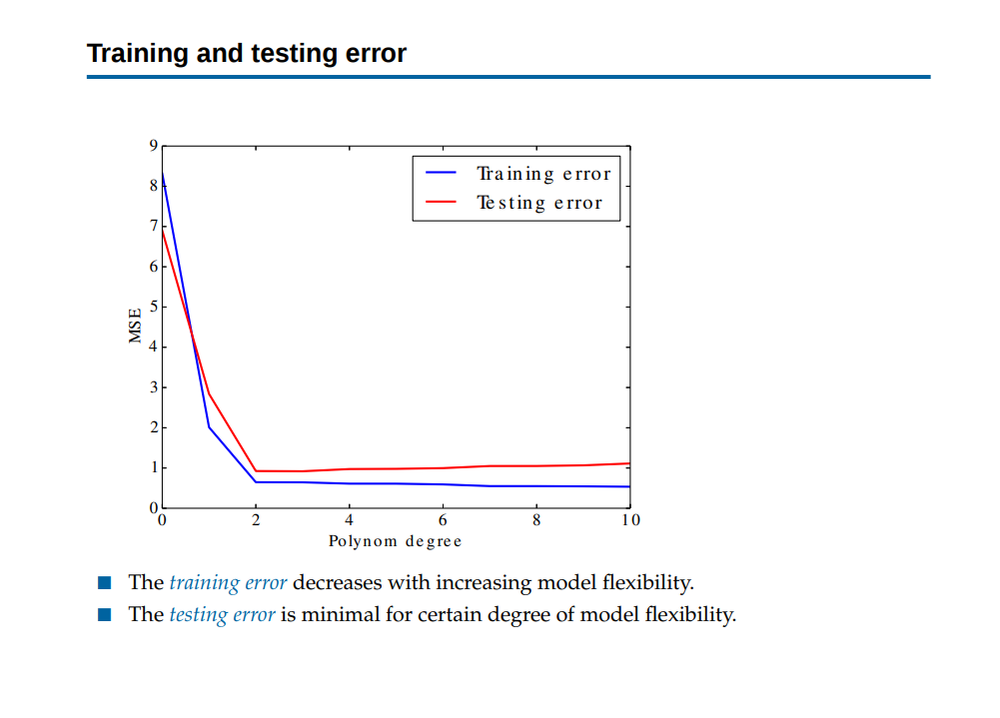 Training and testing error
9
8
7
6
5
4
3
2
1
0
MSE
Training error
Testing error
0 2 4 6 8 10
Polynom degree
The training error decreases with increasing model flexibility.
The testing error is minimal for certain degree of model flexibility.